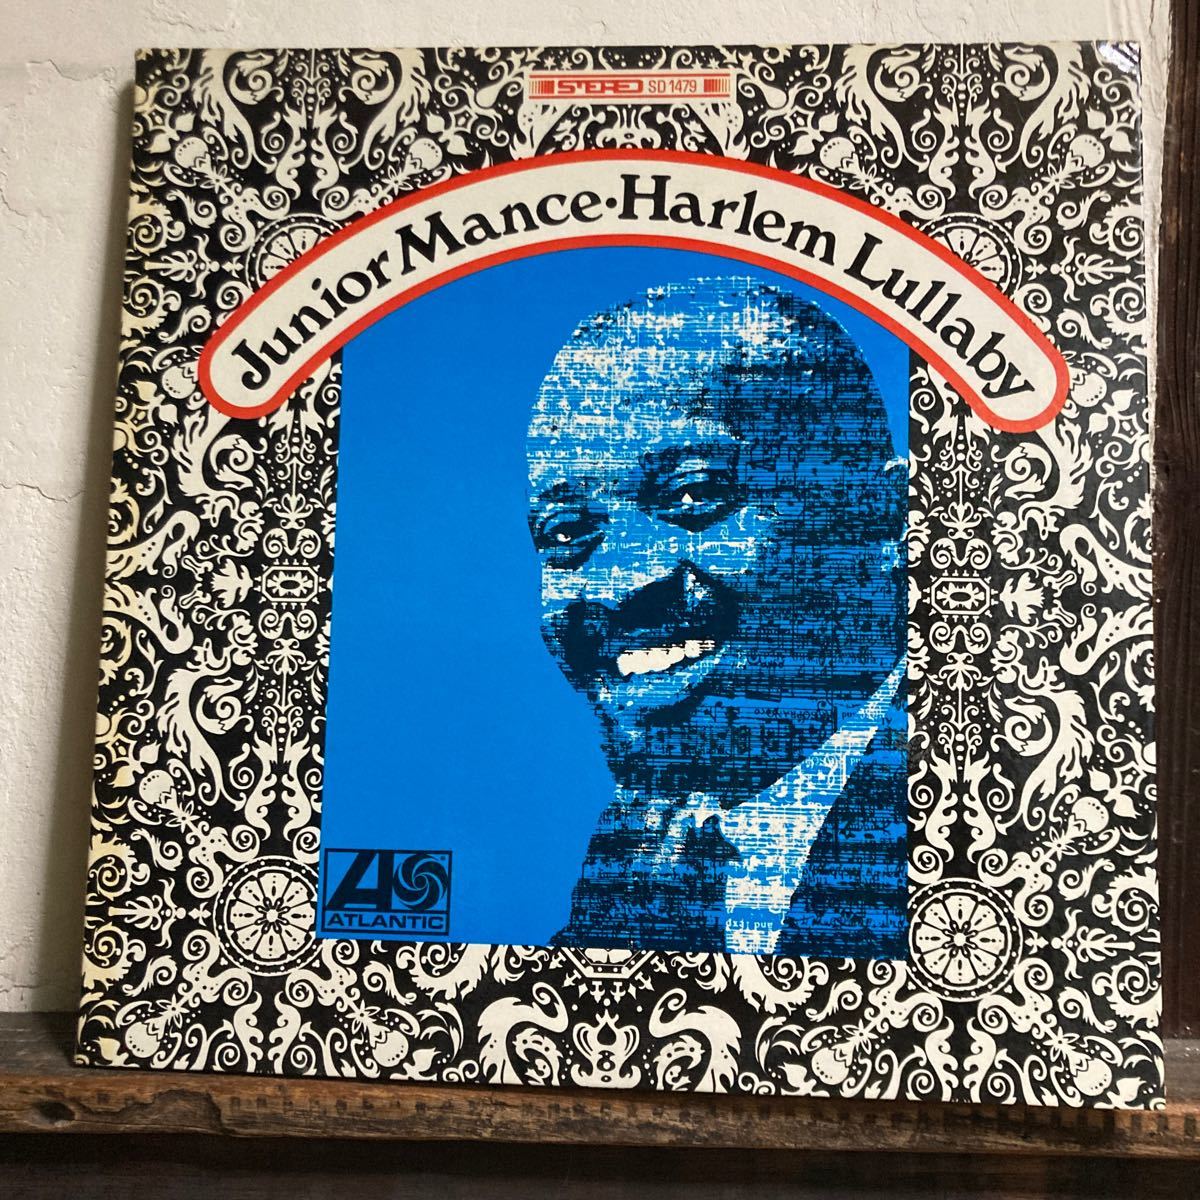 STEREO SD 1479
Junior Mance · Harlem Lullaby
ATLANTIC